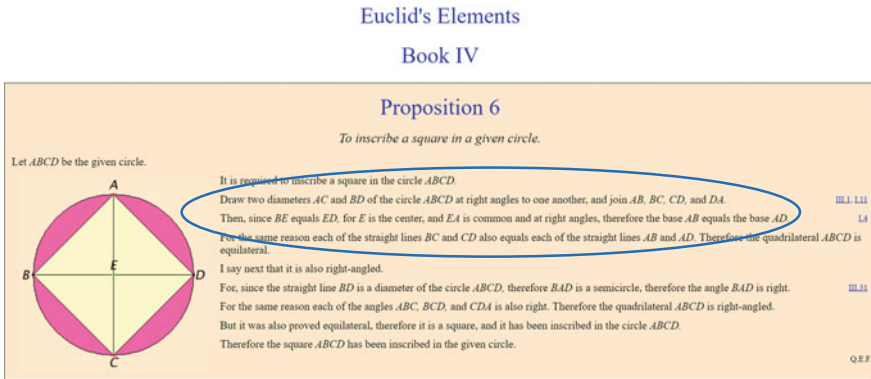 Euclid's Elements
Book IV
Proposition 6
To inscribe a square in a given circle.
Let ABCD be the given circle.
It is required to inscribe a square in the circle ABCD.
Draw two diameters AC and BD of the circle ABCD at right angles to one another, and join AB, BC, CD, and DA. III.1, I.11
Then, since BE equals ED, for E is the center, and EA is common and at right angles, therefore the base AB equals the base AD. I.4
For the same reason each of the straight lines BC and CD also equals each of the straight lines AB and AD. Therefore the quadrilateral ABCD is
equilateral.
I say next that it is also right-angled.
For, since the straight line BD is a diameter of the circle ABCD, therefore BAD is a semicircle, therefore the angle BAD is right. III.31
For the same reason each of the angles ABC, BCD, and CDA is also right. Therefore the quadrilateral ABCD is right-angled.
But it was also proved equilateral, therefore it is a square, and it has been inscribed in the circle ABCD.
Therefore the square ABCD has been inscribed in the given circle.
Q.E.F
A
B
E
D
C